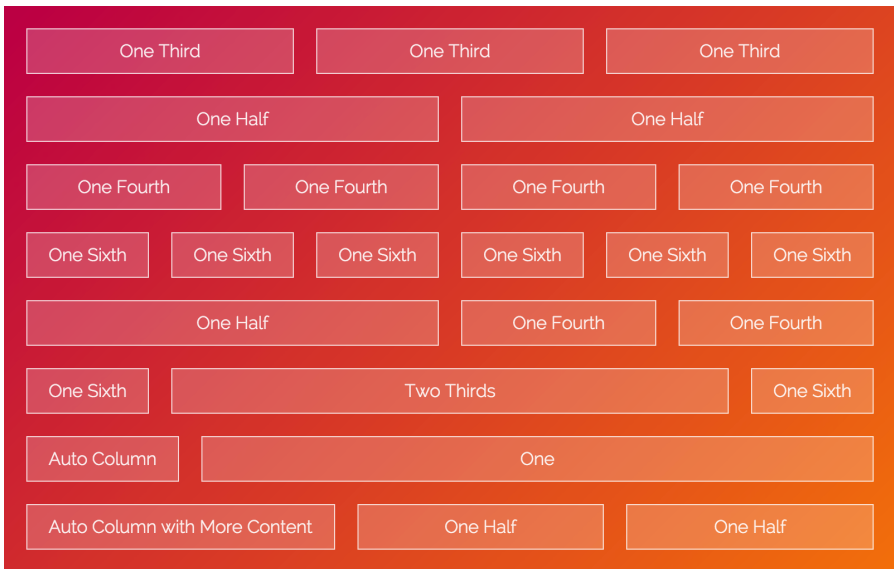 One Third One Third One Third
One Half One Half
One Fourth One Fourth One Fourth One Fourth
One Sixth One Sixth One Sixth One Sixth One Sixth One Sixth
One Half One Fourth One Fourth
One Sixth Two Thirds One Sixth
Auto Column One
Auto Column with More Content One Half One Half